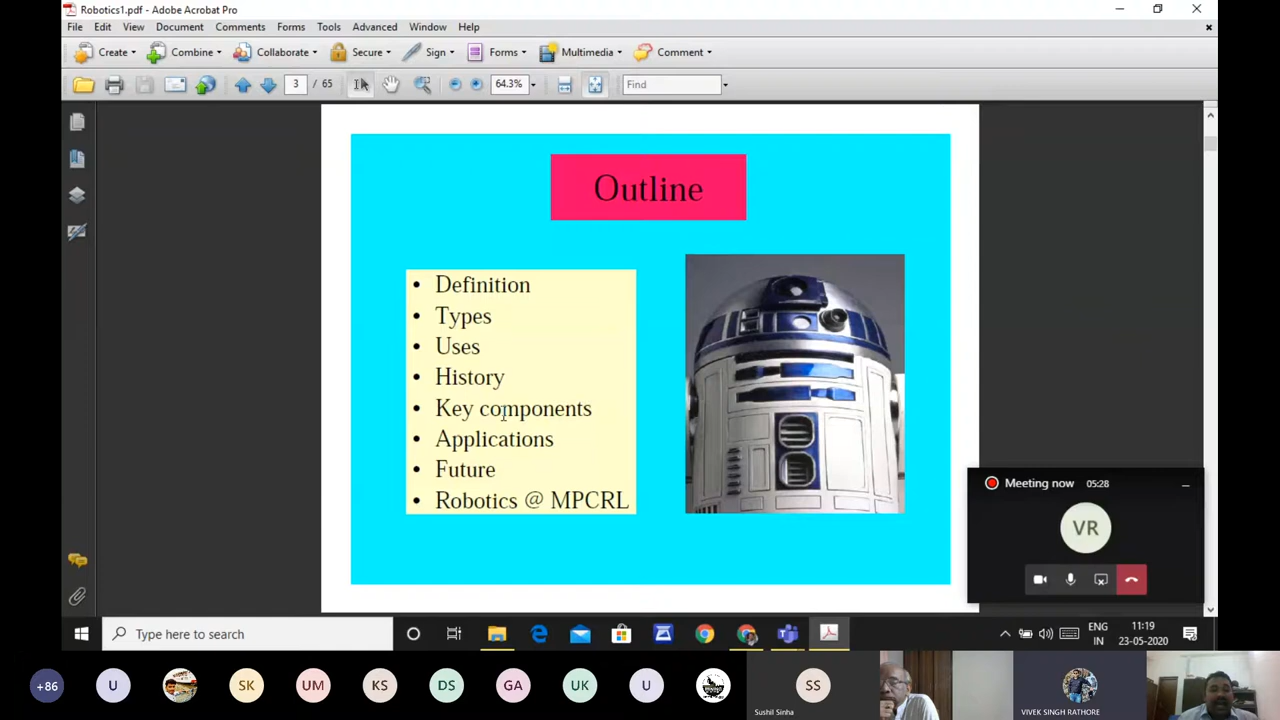 Robotics1.pdf - Adobe Acrobat Pro
File Edit View Document Comments Forms Tools Advanced Window Help
Create Combine Collaborate Secure Sign Forms Multimedia Comment
3 / 65 64.3% Find
Outline
• Definition
• Types
• Uses
• History
• Key components
• Applications
• Future
• Robotics @ MPCRL
Meeting now 05:28
VR
Type here to search
ENG
IN
11:19
23-05-2020
+86 U SK UM KS DS GA UK U SS
Sushil Sinha
VIVEK SINGH RATHORE